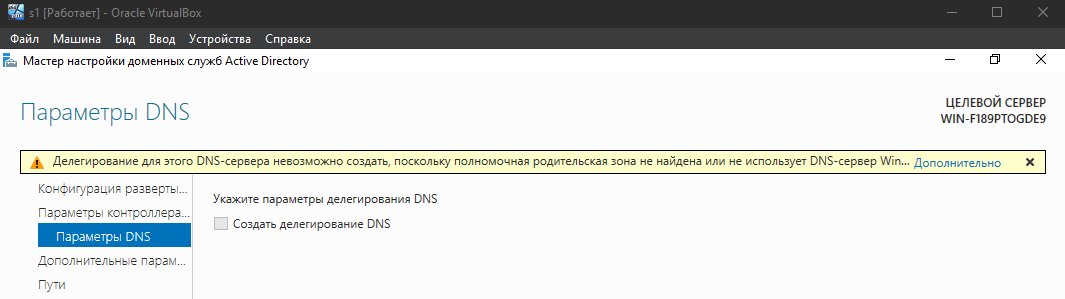 s1 [Работает] - Oracle VirtualBox
Файл Машина Вид Ввод Устройства Справка
Мастер настройки доменных служб Active Directory
Параметры DNS
ЦЕЛЕВОЙ СЕРВЕР
WIN-F189PTOGDE9
Делегирование для этого DNS-сервера невозможно создать, поскольку полномочная родительская зона не найдена или не использует DNS-сервер Win... Дополнительно
Конфигурация разверты...
Параметры контроллера...
Параметры DNS
Дополнительные парам...
Пути
Укажите параметры делегирования DNS
Создать делегирование DNS